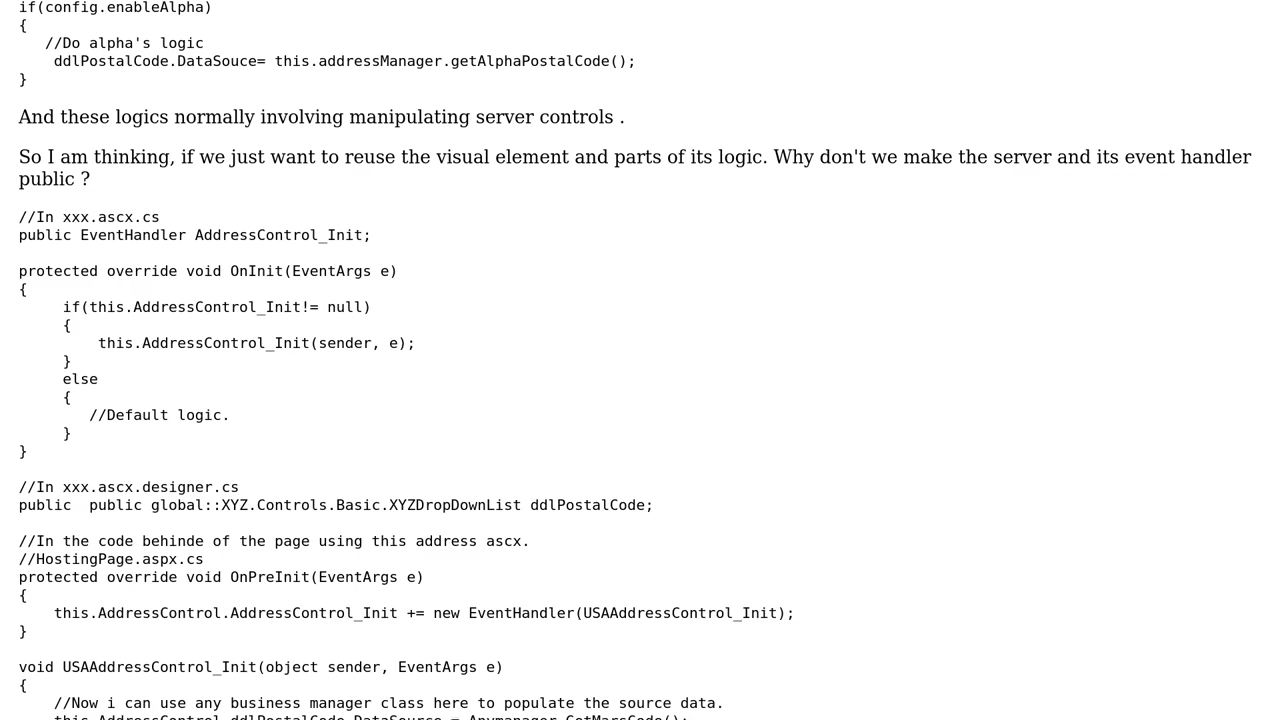 if(config.enableAlpha)
{
//Do alpha's logic
ddlPostalCode.DataSouce= this.addressManager.getAlphaPostalCode();
}
And these logics normally involving manipulating server controls .
So I am thinking, if we just want to reuse the visual element and parts of its logic. Why don't we make the server and its event handler
public ?
//In xxx.ascx.cs
public EventHandler AddressControl_Init;
protected override void OnInit(EventArgs e)
{
if(this.AddressControl_Init!= null)
{
this.AddressControl_Init(sender, e);
}
else
{
//Default logic.
}
}
//In xxx.ascx.designer.cs
public  public global::XYZ.Controls.Basic.XYZDropDownList ddlPostalCode;
//In the code behinde of the page using this address ascx.
//HostingPage.aspx.cs
protected override void OnPreInit(EventArgs e)
{
this.AddressControl.AddressControl_Init += new EventHandler(USAAddressControl_Init);
}
void USAAddressControl_Init(object sender, EventArgs e)
{
//Now i can use any business manager class here to populate the source data.
this.AddressControl.ddlPostalCode.DataSource = Anymanager.GetMarsCode();